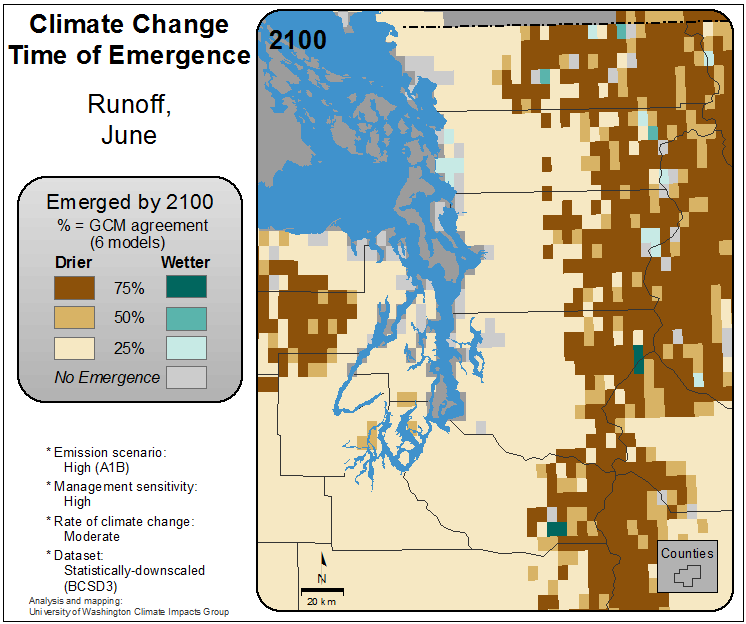 Climate Change
Time of Emergence
Runoff,
June
Emerged by 2100
% = GCM agreement
(6 models)
Drier Wetter
75%
50%
25%
No Emergence
* Emission scenario:
High (A1B)
* Management sensitivity:
High
* Rate of climate change:
Moderate
* Dataset:
Statistically-downscaled
(BCSD3)
Analysis and mapping:
University of Washington Climate Impacts Group
2100
N
20 km
Counties